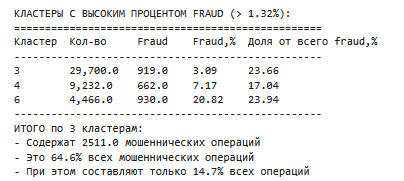 КЛАСТЕРЫ С ВЫСОКИМ ПРОЦЕНТОМ FRAUD (> 1.32%):
==================================================
Кластер Кол-во Fraud Fraud,% Доля от всего fraud,%
--------------------------------------------------
3 29,700.0 919.0 3.09 23.66
4 9,232.0 662.0 7.17 17.04
6 4,466.0 930.0 20.82 23.94
--------------------------------------------------
ИТОГО по 3 кластерам:
- Содержат 2511.0 мошеннических операций
- Это 64.6% всех мошеннических операций
- При этом составляют только 14.7% всех операций